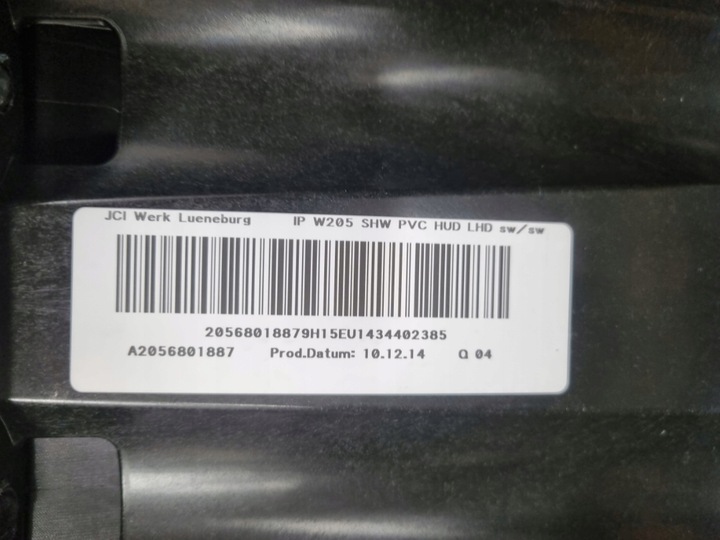 JCI Werk Lueneburg IP W205 SHW PVC HUD LHD sw/sw
20568018879H15EU1434402385
A2056801887 Prod.Datum: 10.12.14 Q 04